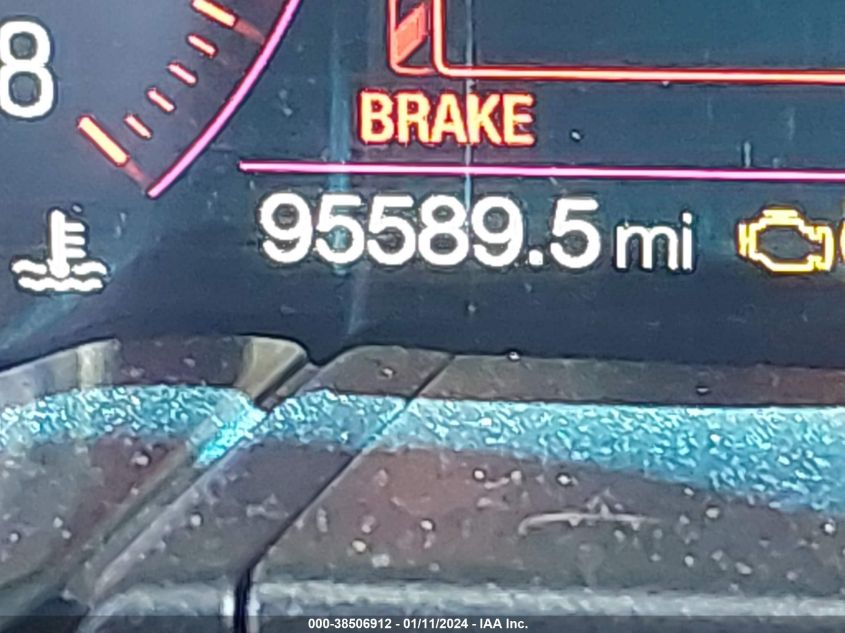 8
BRAKE
95589.5 mi
000-38506912 - 01/11/2024 - IAA Inc.